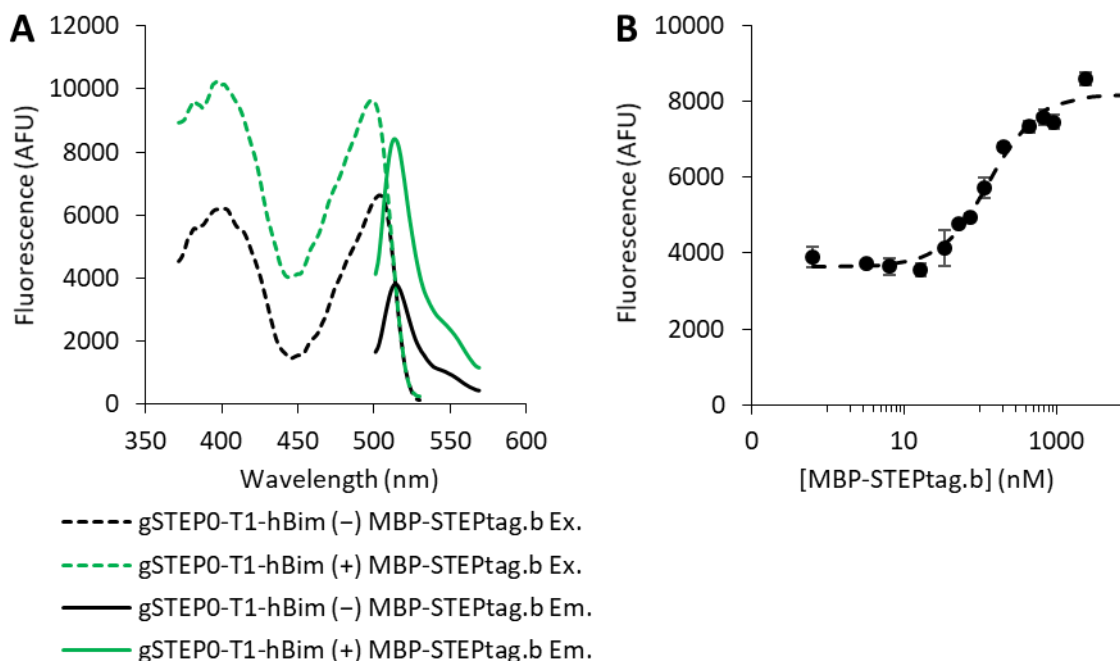 A
12000
10000
8000
6000
4000
2000
0
Fluorescence (AFU)
350 400 450 500 550 600
Wavelength (nm)
gSTEP0-T1-hBim (−) MBP-STEPtag.b Ex.
gSTEP0-T1-hBim (+) MBP-STEPtag.b Ex.
gSTEP0-T1-hBim (−) MBP-STEPtag.b Em.
gSTEP0-T1-hBim (+) MBP-STEPtag.b Em.
B
10000
8000
6000
4000
2000
0
Fluorescence (AFU)
0 10 1000
[MBP-STEPtag.b] (nM)